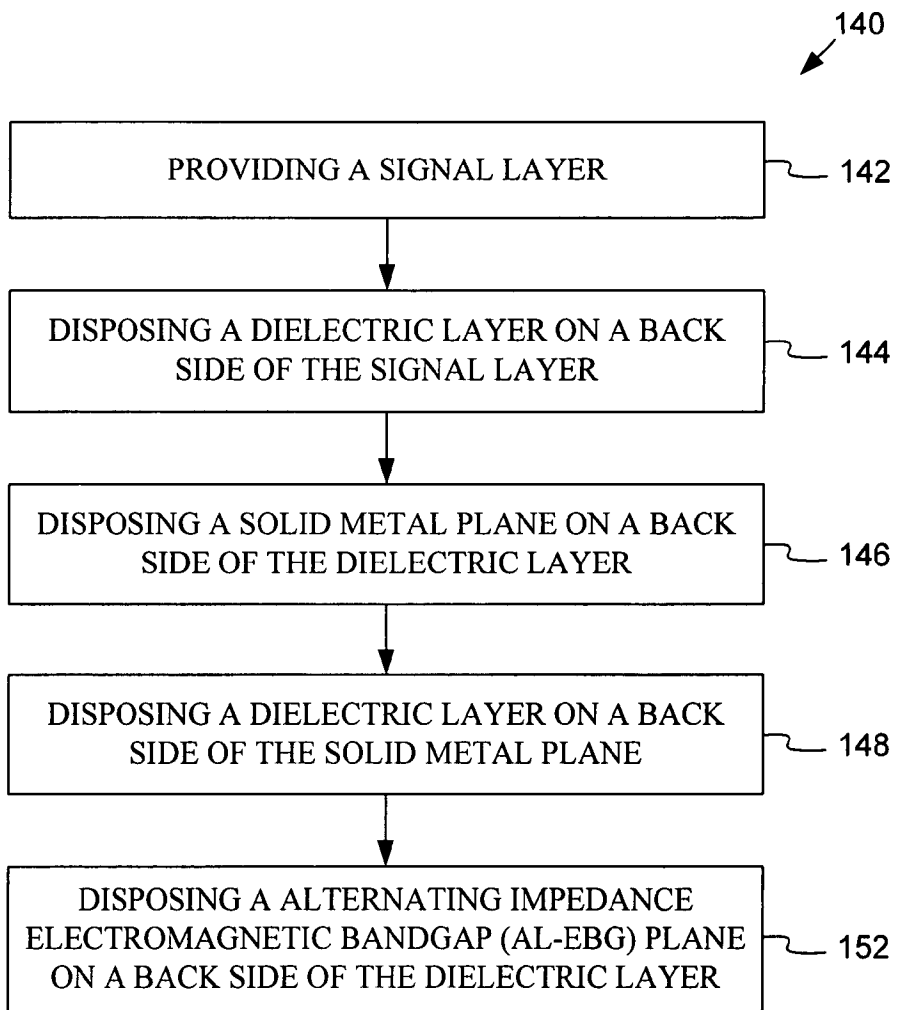 140
PROVIDING A SIGNAL LAYER
142
DISPOSING A DIELECTRIC LAYER ON A BACK
SIDE OF THE SIGNAL LAYER
144
DISPOSING A SOLID METAL PLANE ON A BACK
SIDE OF THE DIELECTRIC LAYER
146
DISPOSING A DIELECTRIC LAYER ON A BACK
SIDE OF THE SOLID METAL PLANE
148
DISPOSING A ALTERNATING IMPEDANCE
ELECTROMAGNETIC BANDGAP (AL-EBG) PLANE
ON A BACK SIDE OF THE DIELECTRIC LAYER
152